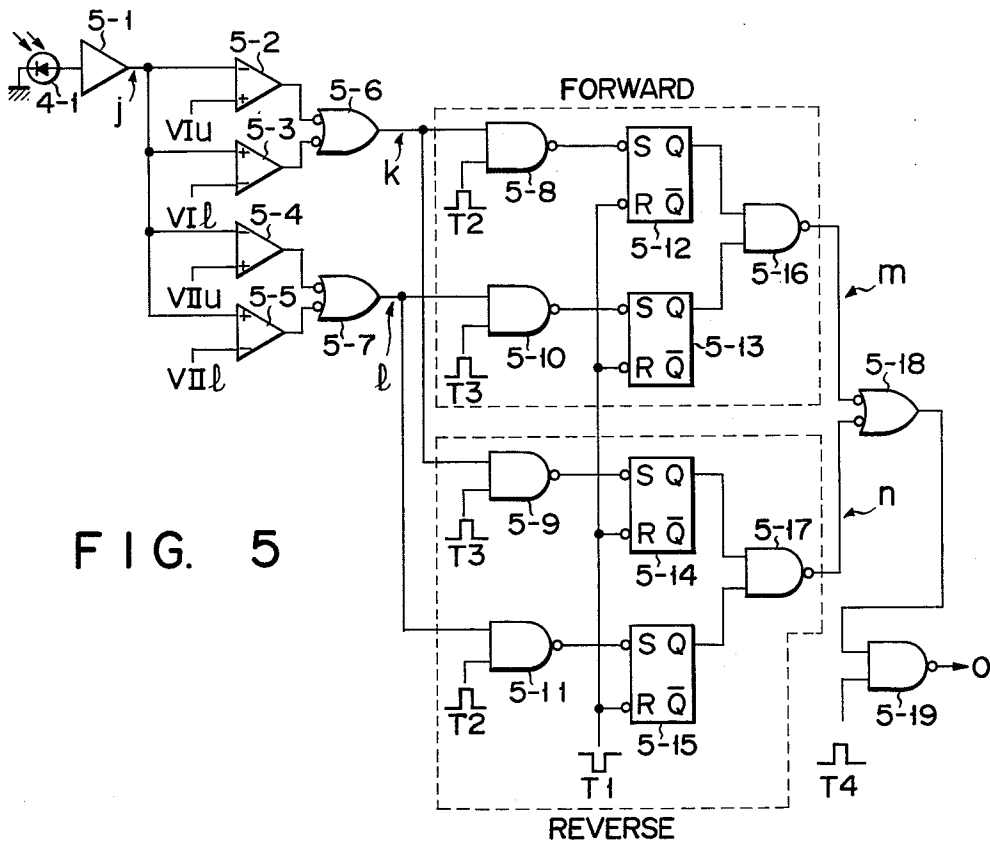 5-1
4-1
j
5-2
VIu
5-3
VIℓ
5-4
VIIu
5-5
VIIℓ
5-6
k
5-7
ℓ
FORWARD
5-8
T2
S Q
R Q̅
5-12
5-10
T3
S Q
R Q̅
5-13
5-16
m
5-18
5-9
T3
S Q
R Q̅
5-14
5-17
n
5-11
T2
S Q
R Q̅
5-15
T1
REVERSE
5-19
T4
O
FIG. 5